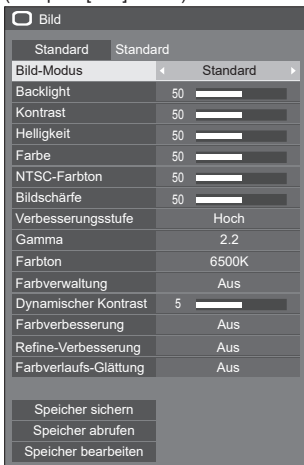 Bild
Standard Standard
Bild-Modus Standard
Backlight 50
Kontrast 50
Helligkeit 50
Farbe 50
NTSC-Farbton 50
Bildschärfe 50
Verbesserungsstufe Hoch
Gamma 2.2
Farbton 6500K
Farbverwaltung Aus
Dynamischer Kontrast 5
Farbverbesserung Aus
Refine-Verbesserung Aus
Farbverlaufs-Glättung Aus
Speicher sichern
Speicher abrufen
Speicher bearbeiten